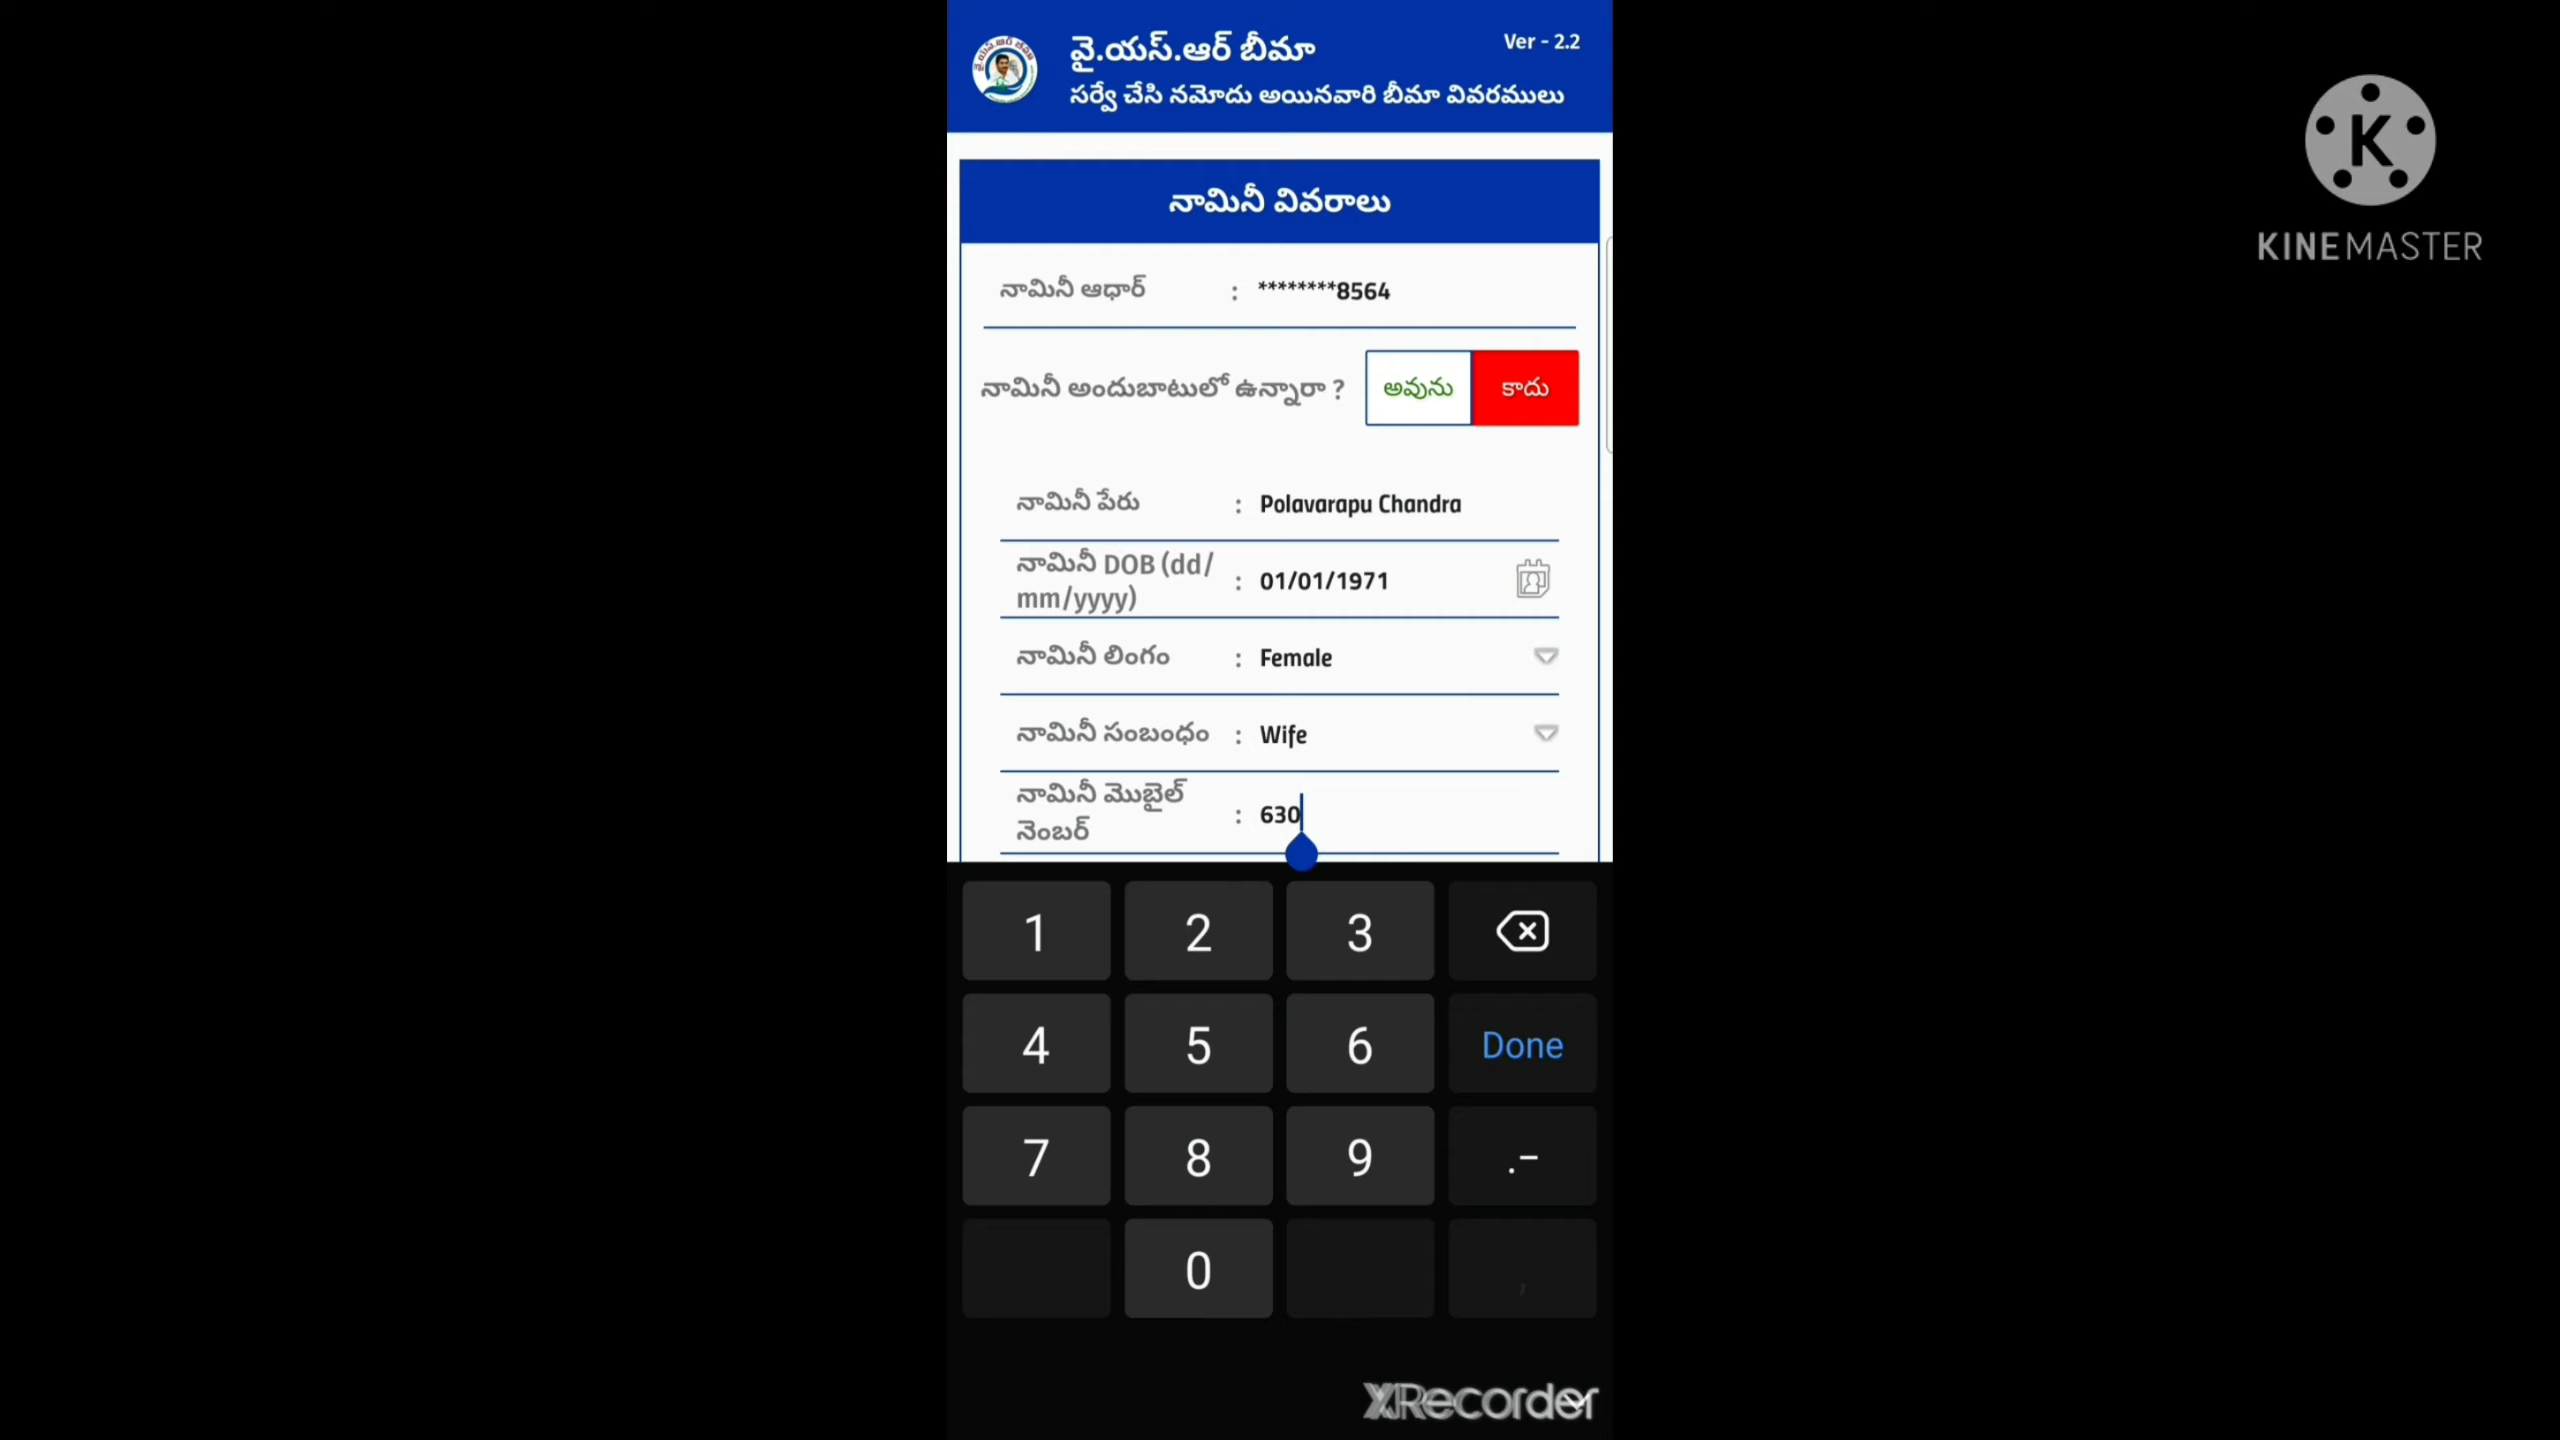 వై.యస్.ఆర్ బీమా
Ver - 2.2
సర్వే చేసి నమోదు అయినవారి బీమా వివరములు
K
KINEMASTER
నామినీ వివరాలు
నామినీ ఆధార్ : ********8564
నామినీ అందుబాటులో ఉన్నారా ? అవును కాదు
నామినీ పేరు : Polavarapu Chandra
నామినీ DOB (dd/
mm/yyyy) : 01/01/1971
నామినీ లింగం : Female
నామినీ సంబంధం : Wife
నామినీ మొబైల్
నెంబర్ : 630
1 2 3
4 5 6 Done
7 8 9 .-
0 ,
XRecorder